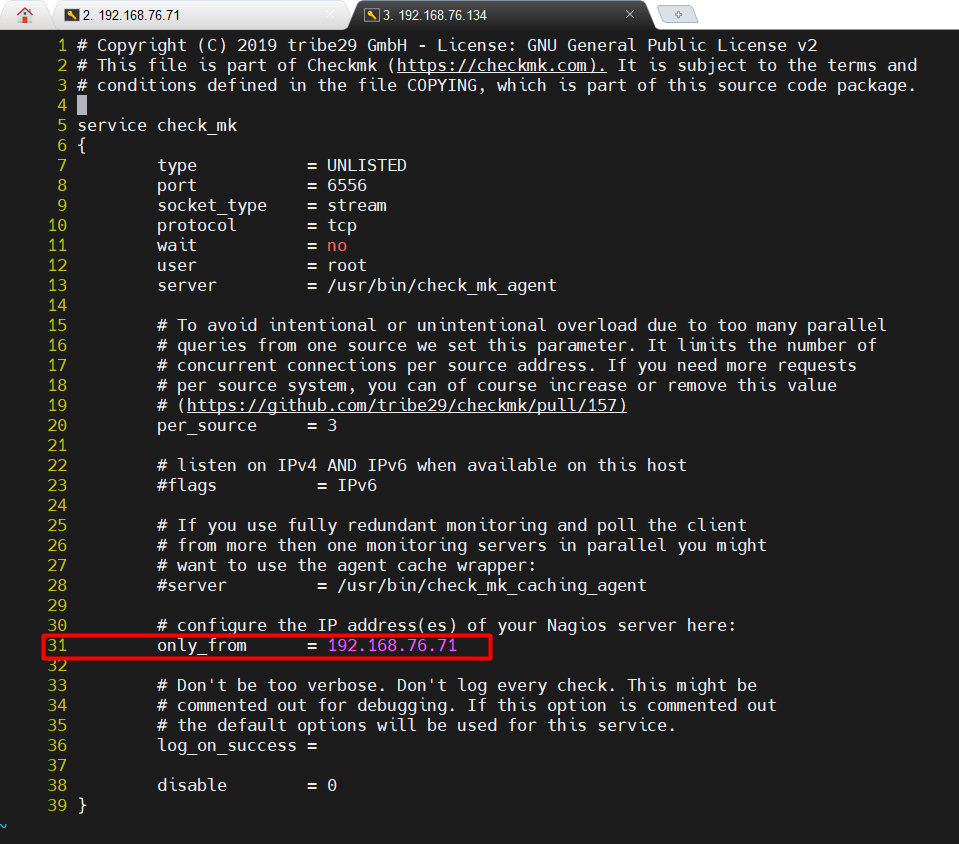 2. 192.168.76.71
3. 192.168.76.134
1 # Copyright (C) 2019 tribe29 GmbH - License: GNU General Public License v2
2 # This file is part of Checkmk (https://checkmk.com). It is subject to the terms and
3 # conditions defined in the file COPYING, which is part of this source code package.
4
5 service check_mk
6 {
7         type           = UNLISTED
8         port           = 6556
9         socket_type    = stream
10         protocol       = tcp
11         wait           = no
12         user           = root
13         server         = /usr/bin/check_mk_agent
14
15         # To avoid intentional or unintentional overload due to too many parallel
16         # queries from one source we set this parameter. It limits the number of
17         # concurrent connections per source address. If you need more requests
18         # per source system, you can of course increase or remove this value
19         # (https://github.com/tribe29/checkmk/pull/157)
20         per_source     = 3
21
22         # listen on IPv4 AND IPv6 when available on this host
23         #flags          = IPv6
24
25         # If you use fully redundant monitoring and poll the client
26         # from more then one monitoring servers in parallel you might
27         # want to use the agent cache wrapper:
28         #server         = /usr/bin/check_mk_caching_agent
29
30         # configure the IP address(es) of your Nagios server here:
31         only_from      = 192.168.76.71
32
33         # Don't be too verbose. Don't log every check. This might be
34         # commented out for debugging. If this option is commented out
35         # the default options will be used for this service.
36         log_on_success =
37
38         disable        = 0
39 }
~